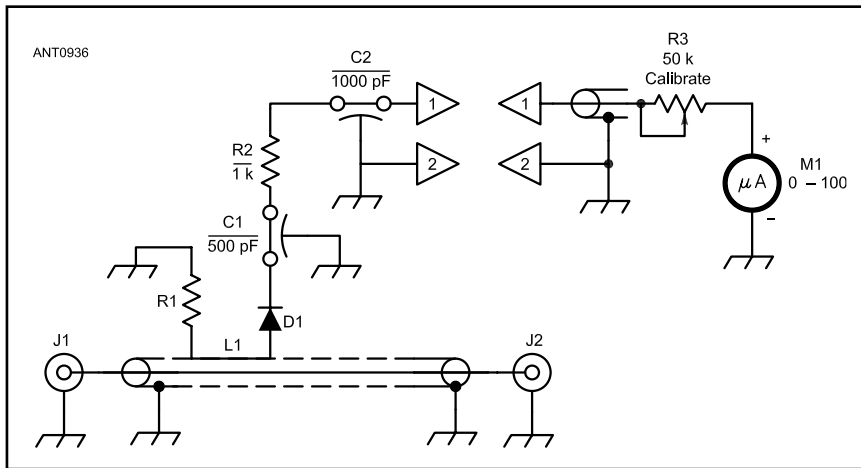 ANT0936
C2
1000 pF
R3
50 k
Calibrate
1
1
2
2
R2
1 k
+
μA
M1
0 – 100
–
C1
500 pF
R1
D1
L1
J1
J2